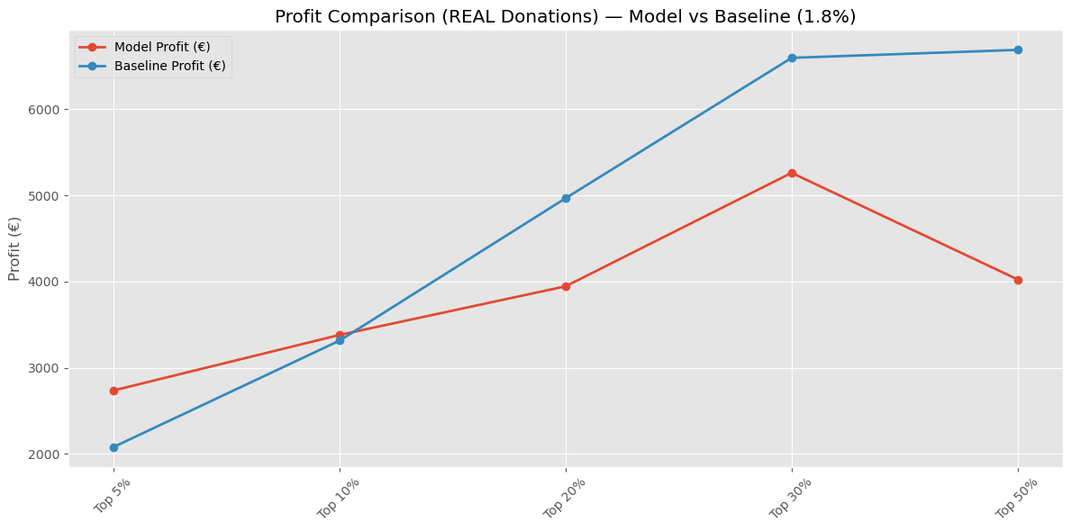 Profit Comparison (REAL Donations) — Model vs Baseline (1.8%)
Model Profit (€)
Baseline Profit (€)
Profit (€)
6000
5000
4000
3000
2000
Top 5%
Top 10%
Top 20%
Top 30%
Top 50%